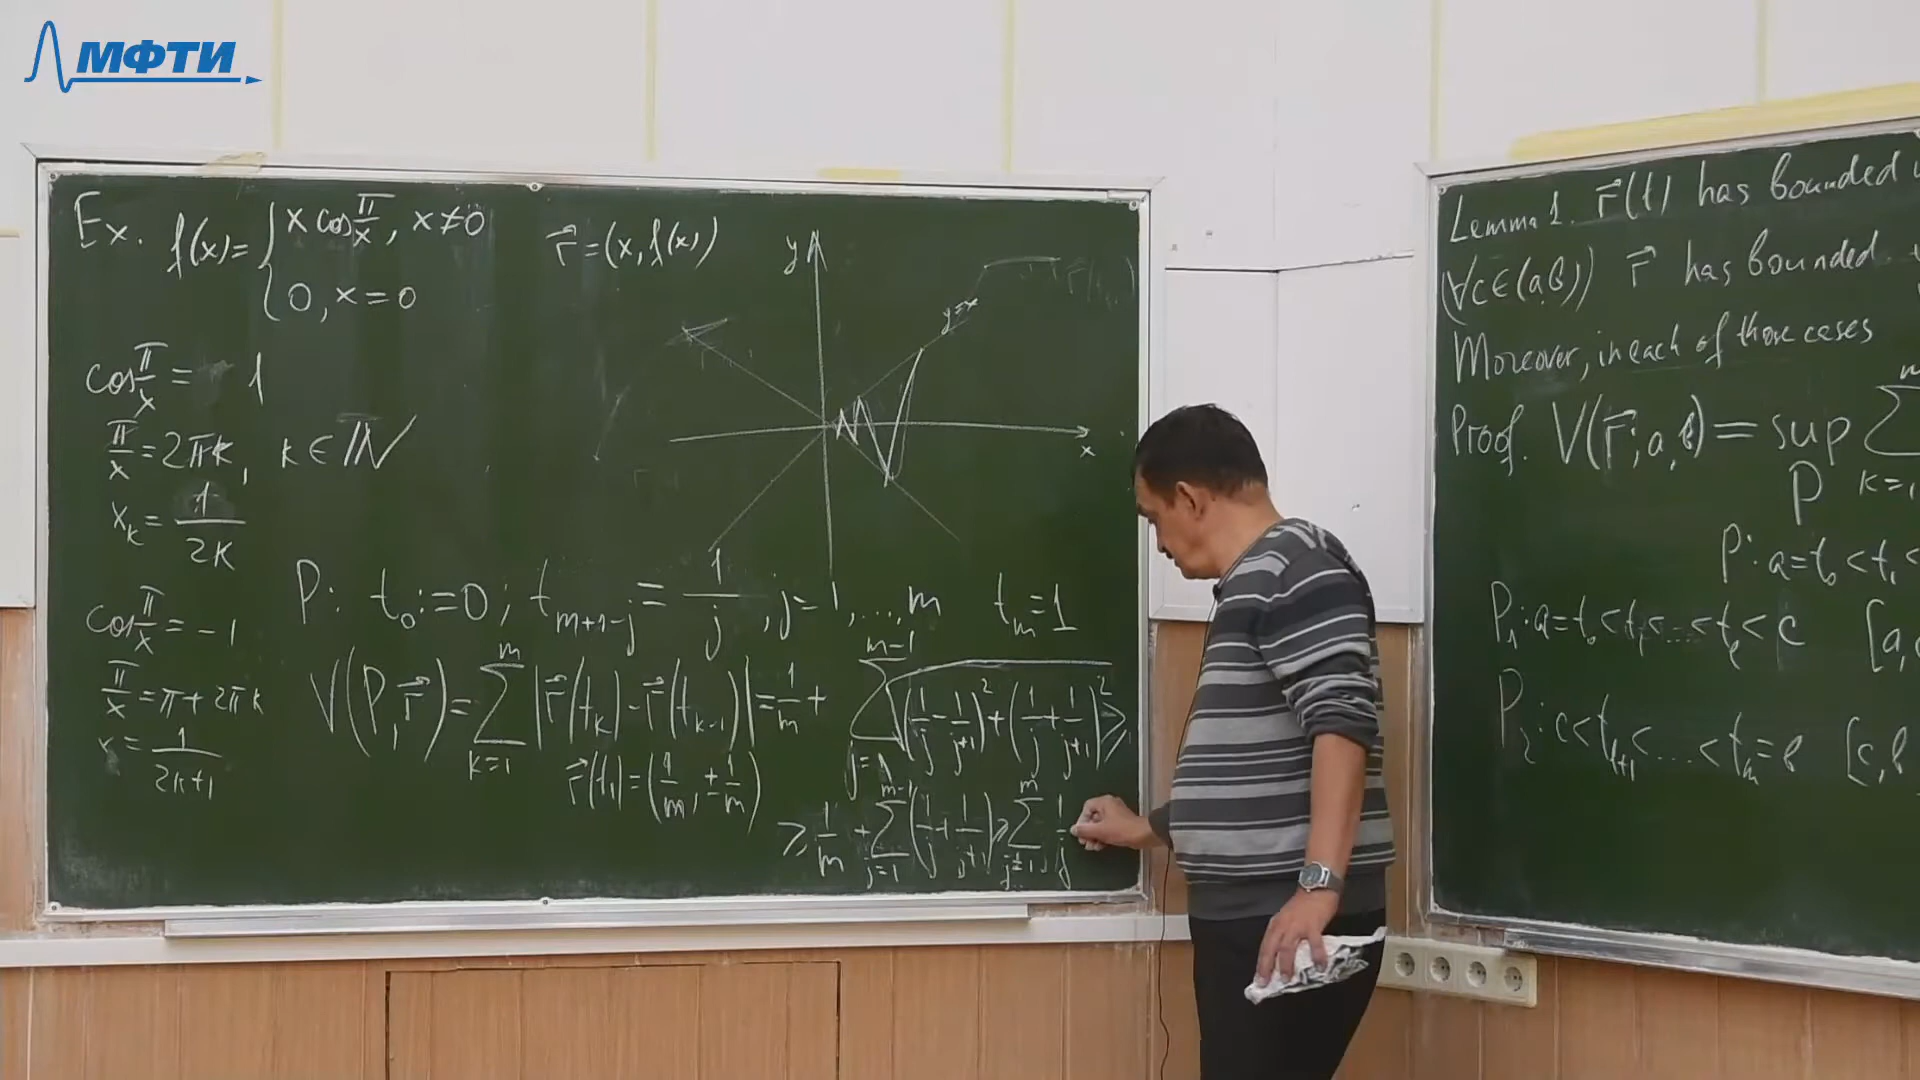 МФТИ
Ex. f(x) = { x cos π/x, x ≠ 0
0, x = 0
r⃗ = (x, f(x))
y
y=x
x
cos π/x = 1
π/x = 2πk, k ∈ ℕ
x_k = 1/2k
cos π/x = -1
π/x = π + 2πk
x = 1/(2k+1)
P: t_0 := 0; t_{m+1-j} = 1/j, j = 1, ..., m t_m = 1
V(P, r⃗) = Σ_{k=1}^{m} |r⃗(t_k) - r⃗(t_{k-1})| = 1/m + Σ_{j=1}^{m-1} √((1/j - 1/(j+1))² + (1/j + 1/(j+1))²) ≥
r⃗(t_1) = (1/m, ± 1/m)
≥ 1/m + Σ_{j=1}^{m-1} (1/j + 1/(j+1)) ≥ Σ_{j=1}^{m} 1/j
Lemma 1. r⃗(t) has bounded
(∀c∈(a,b)) r⃗ has bounded
Moreover, in each of those cases
Proof. V(r⃗; a, b) = sup_P Σ_{k=1}
P: a = t_0 < t_1 <
P_1: a = t_0 < t_1 < ... < t_l < c [a,
P_2: c < t_{l+1} < ... < t_m = b [c, b